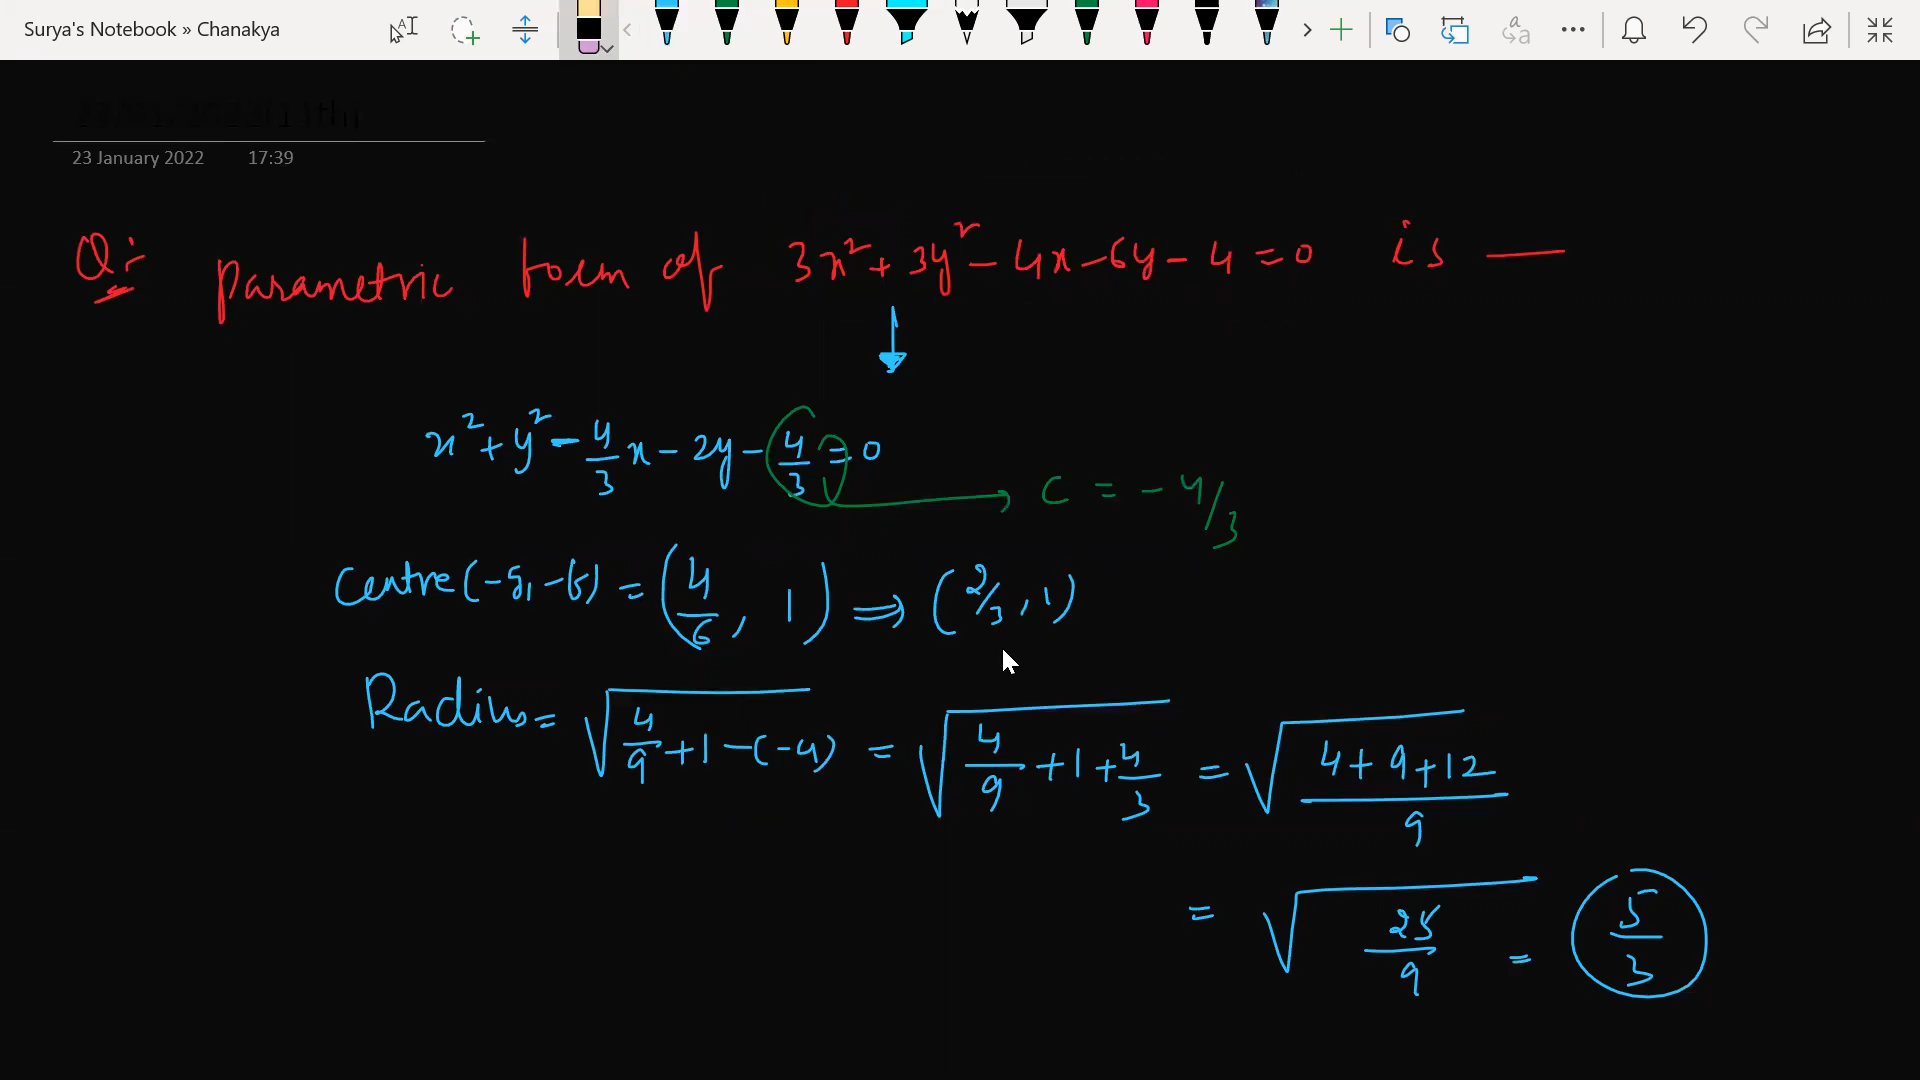 Surya's Notebook » Chanakya
23 January 2022 17:39
Q:- Parametric form of 3x² + 3y² - 4x - 6y - 4 = 0 is —
x² + y² - 4/3 x - 2y - 4/3 = 0
C = - 4/3
Centre (-g, -f) = (4/6, 1) ⇒ (2/3, 1)
Radius = √(4/9 + 1 - (-4)) = √(4/9 + 1 + 4/3) = √((4 + 9 + 12)/9)
= √(25/9) = 5/3